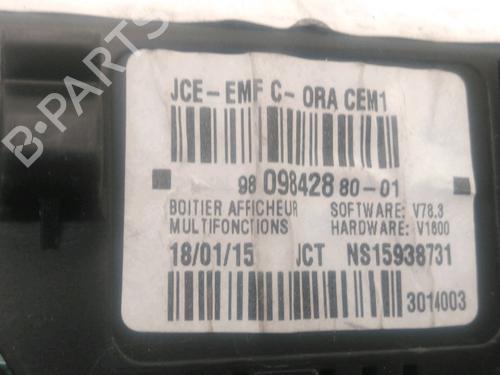 JCE-EMF C-ORA CEM1
98 098428 80-01
BOITIER AFFICHEUR SOFTWARE: V78.3
MULTIFONCTIONS HARDWARE: V1800
18/01/15 JCT NS15938731
3014003
B-PARTS